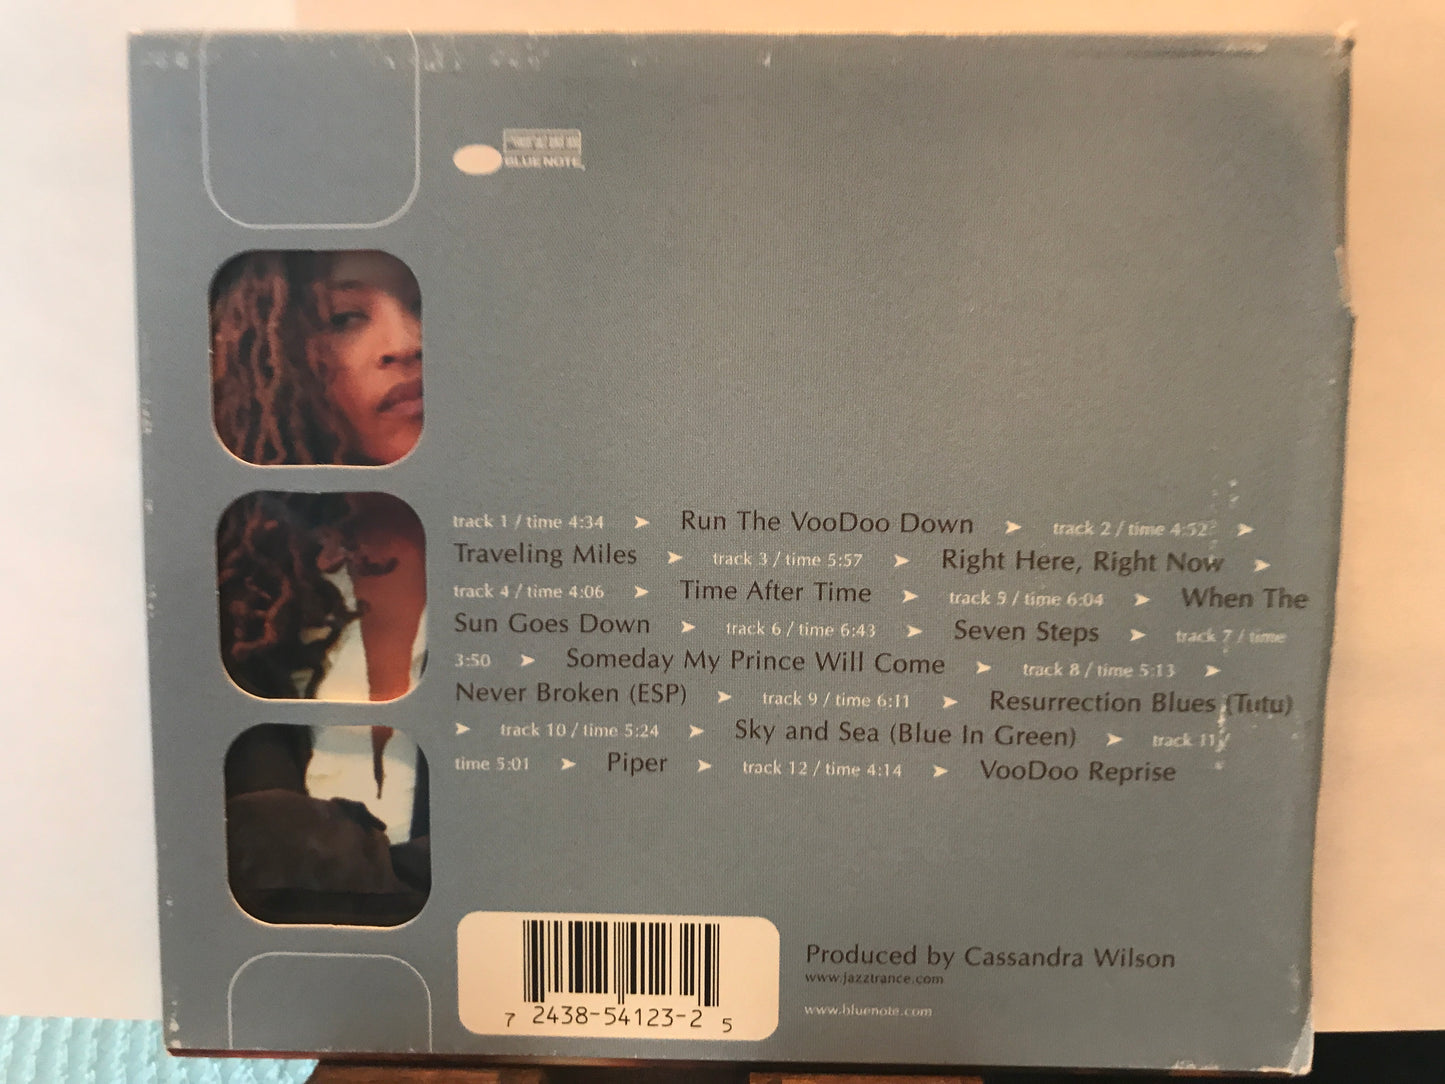 BLUE NOTE
track 1 / time 4:34 ➤ Run The VooDoo Down ➤ track 2 / time 4:52 ➤
Traveling Miles ➤ track 3 / time 5:57 ➤ Right Here, Right Now ➤
track 4 / time 4:06 ➤ Time After Time ➤ track 5 / time 6:04 ➤ When The
Sun Goes Down ➤ track 6 / time 6:43 ➤ Seven Steps ➤ track 7 / time
3:50 ➤ Someday My Prince Will Come ➤ track 8 / time 5:13 ➤
Never Broken (ESP) ➤ track 9 / time 6:11 ➤ Resurrection Blues (Tutu)
➤ track 10 / time 5:24 ➤ Sky and Sea (Blue In Green) ➤ track 11 /
time 5:01 ➤ Piper ➤ track 12 / time 4:14 ➤ VooDoo Reprise
7 2438-54123-2 5
Produced by Cassandra Wilson
www.jazztrance.com
www.bluenote.com